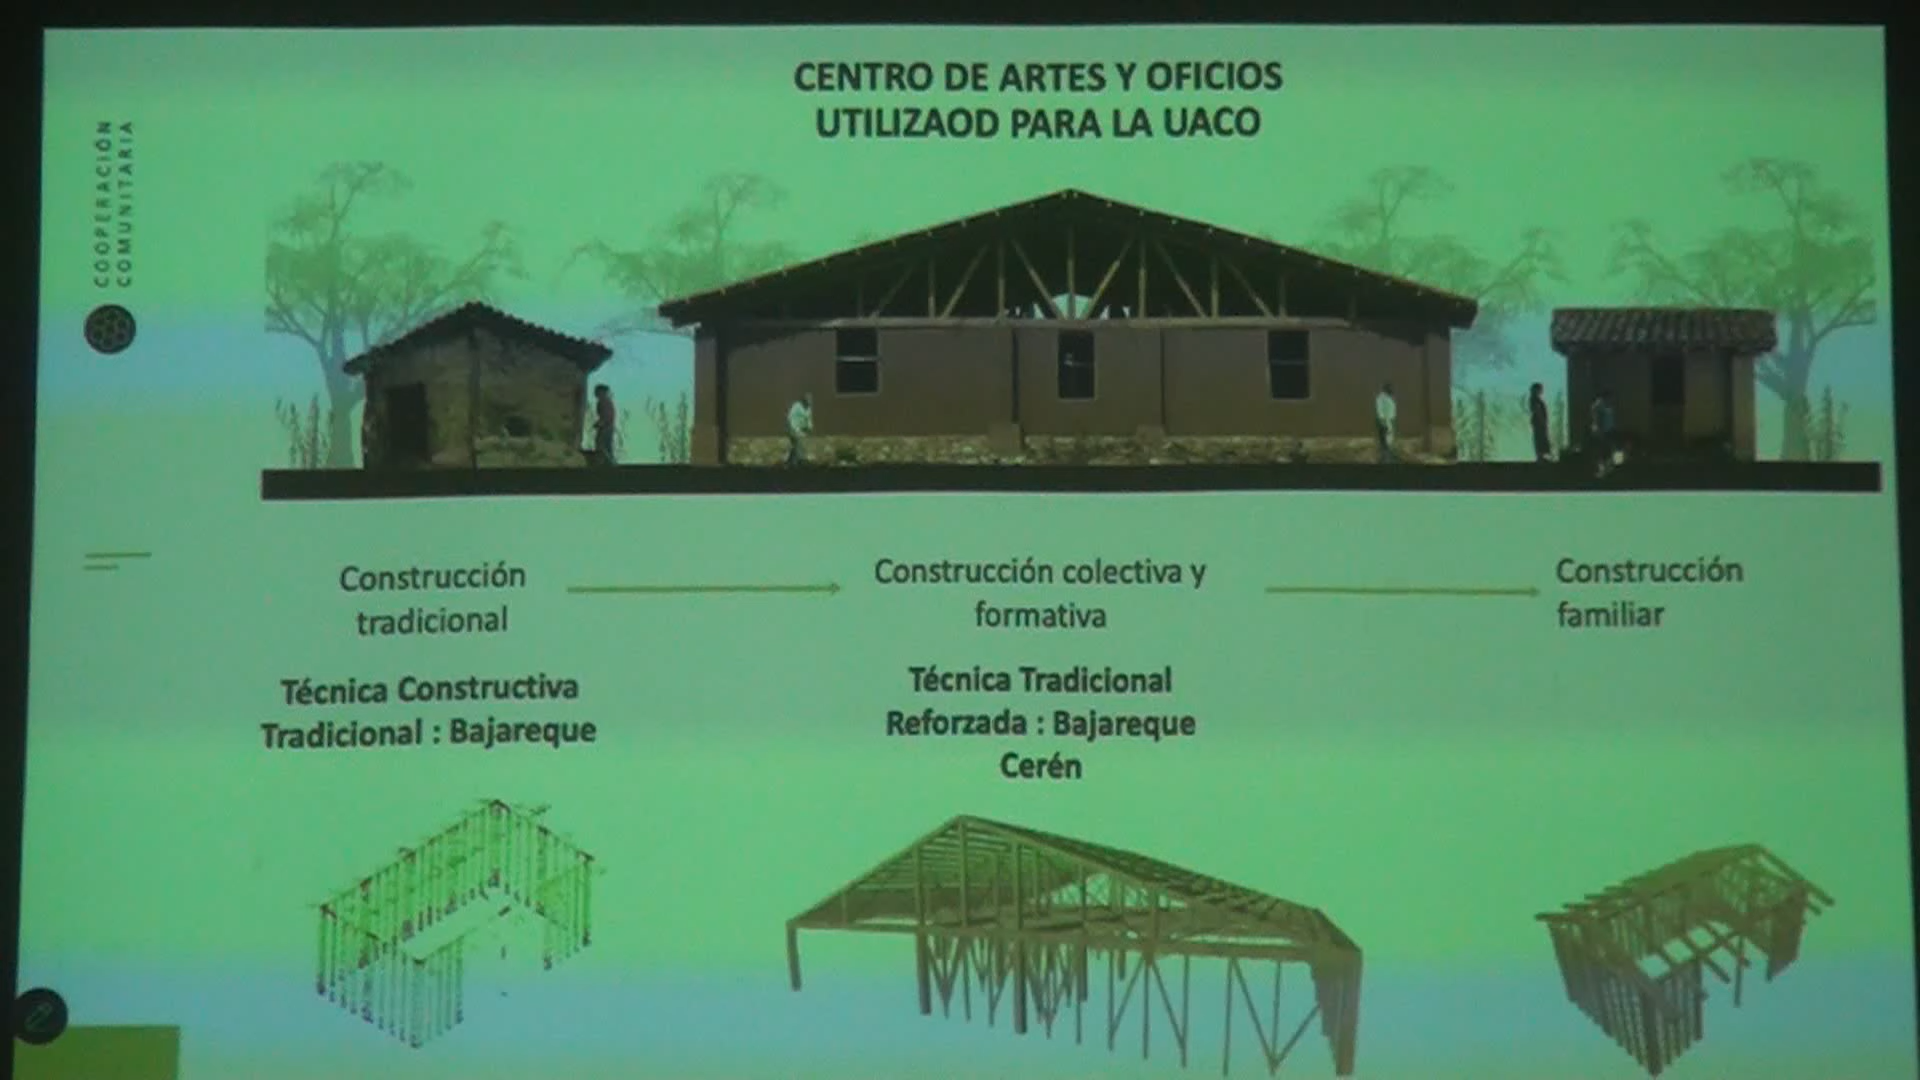 CENTRO DE ARTES Y OFICIOS
UTILIZAOD PARA LA UACO
COOPERACIÓN
COMUNITARIA
Construcción
tradicional
Construcción colectiva y
formativa
Construcción
familiar
Técnica Constructiva
Tradicional : Bajareque
Técnica Tradicional
Reforzada : Bajareque
Cerén